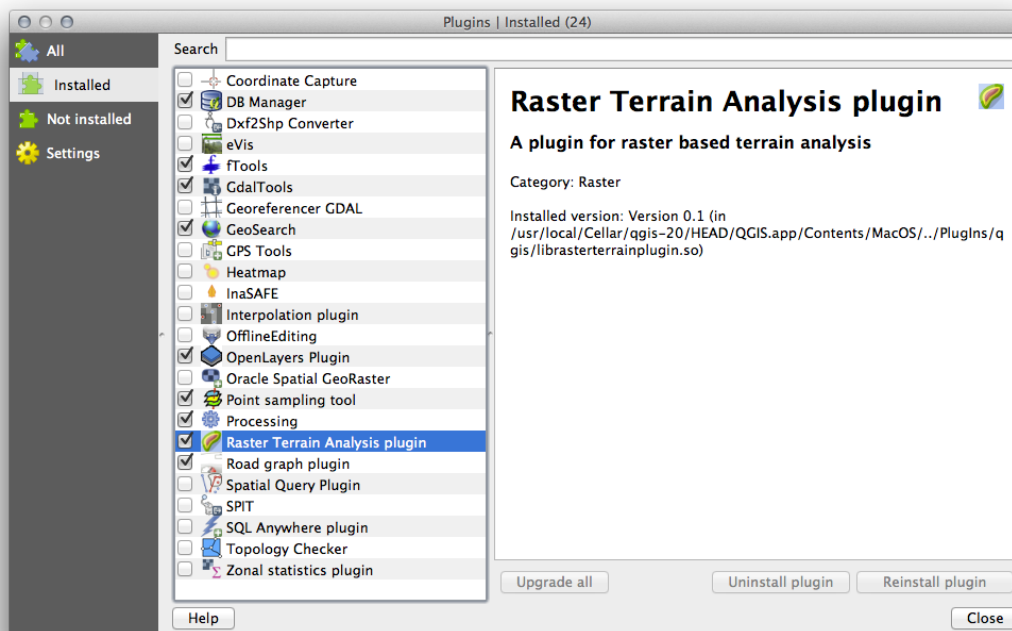 Plugins | Installed (24)
All
Installed
Not installed
Settings
Search
Coordinate Capture
DB Manager
Dxf2Shp Converter
eVis
fTools
GdalTools
Georeferencer GDAL
GeoSearch
GPS Tools
Heatmap
InaSAFE
Interpolation plugin
OfflineEditing
OpenLayers Plugin
Oracle Spatial GeoRaster
Point sampling tool
Processing
Raster Terrain Analysis plugin
Road graph plugin
Spatial Query Plugin
SPIT
SQL Anywhere plugin
Topology Checker
Zonal statistics plugin
Raster Terrain Analysis plugin
A plugin for raster based terrain analysis
Category: Raster
Installed version: Version 0.1 (in
/usr/local/Cellar/qgis-20/HEAD/QGIS.app/Contents/MacOS/../PlugIns/q
gis/librasterterrainplugin.so)
Upgrade all
Uninstall plugin
Reinstall plugin
Help
Close